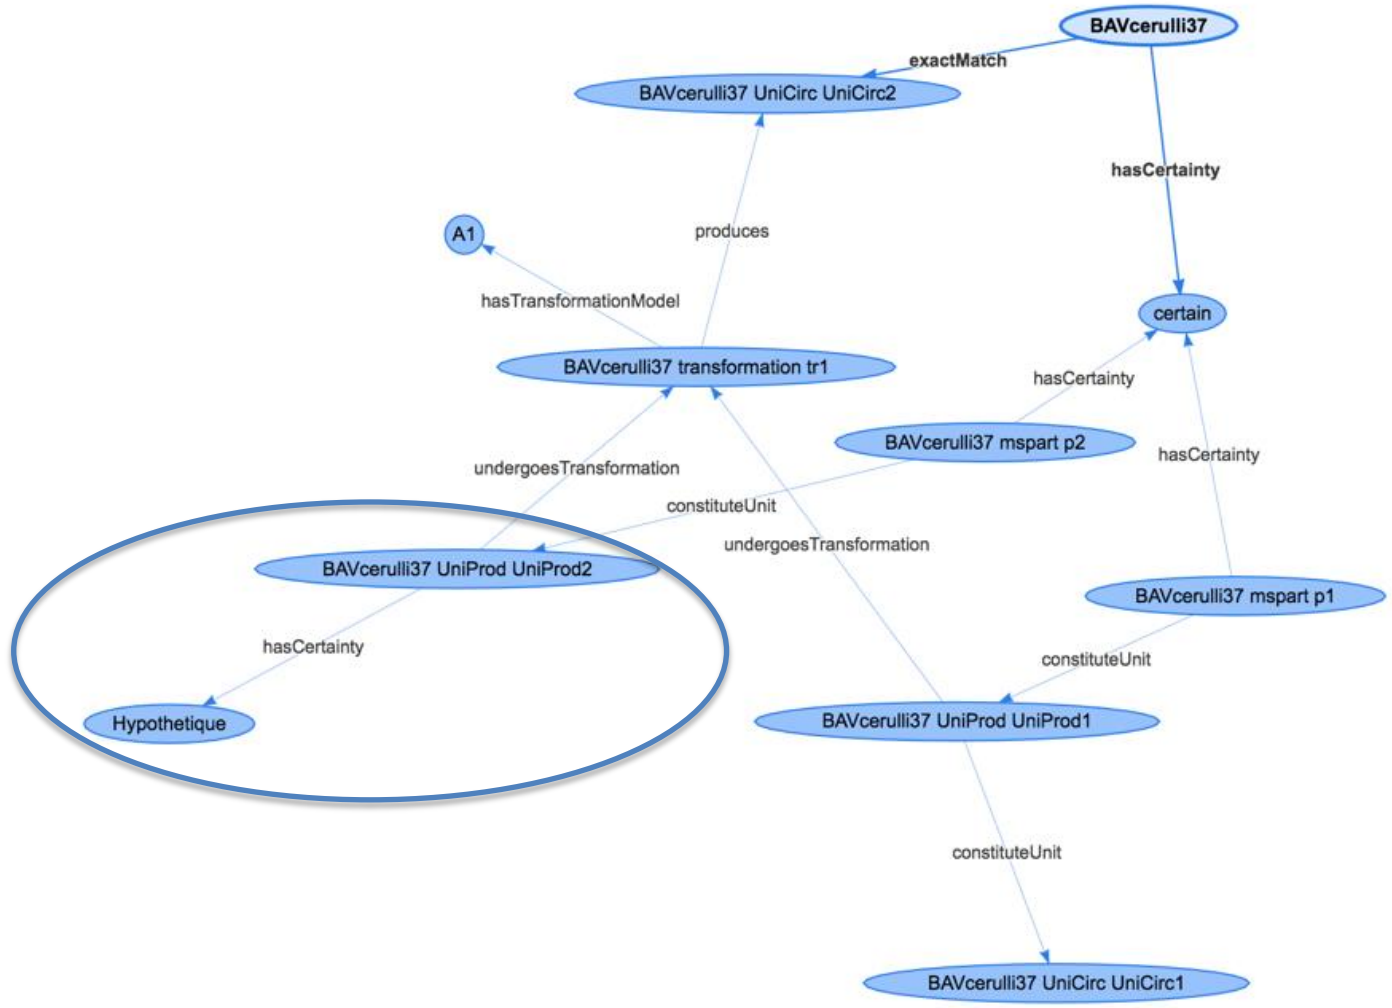 BAVcerulli37
exactMatch
BAVcerulli37 UniCirc UniCirc2
hasCertainty
produces
A1
hasTransformationModel
certain
BAVcerulli37 transformation tr1
hasCertainty
BAVcerulli37 mspart p2
hasCertainty
undergoesTransformation
constituteUnit
undergoesTransformation
BAVcerulli37 UniProd UniProd2
BAVcerulli37 mspart p1
hasCertainty
constituteUnit
Hypothetique
BAVcerulli37 UniProd UniProd1
constituteUnit
BAVcerulli37 UniCirc UniCirc1